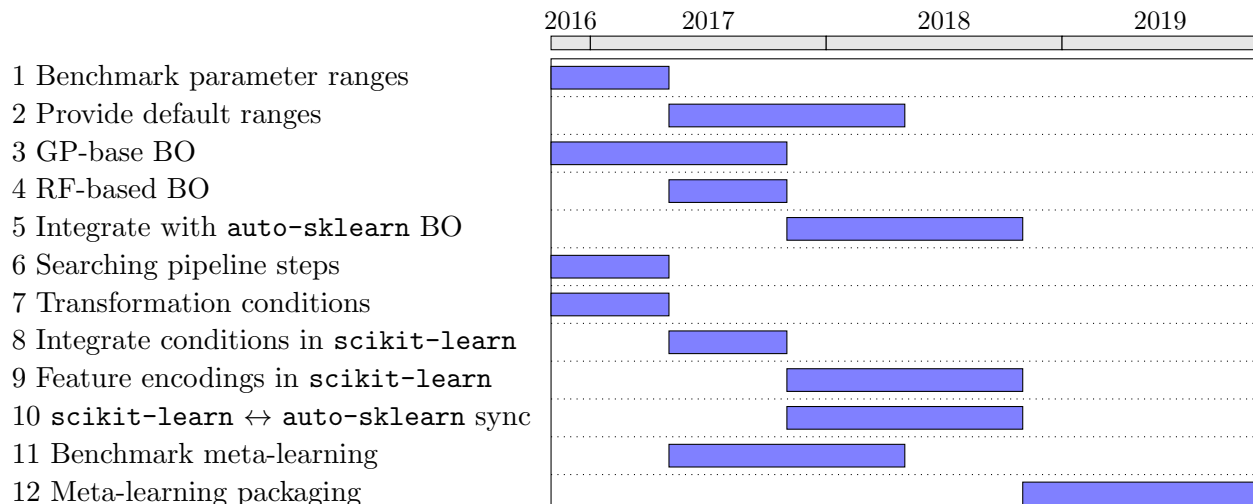 2016 2017 2018 2019
1 Benchmark parameter ranges
2 Provide default ranges
3 GP-base BO
4 RF-based BO
5 Integrate with auto-sklearn BO
6 Searching pipeline steps
7 Transformation conditions
8 Integrate conditions in scikit-learn
9 Feature encodings in scikit-learn
10 scikit-learn ↔ auto-sklearn sync
11 Benchmark meta-learning
12 Meta-learning packaging